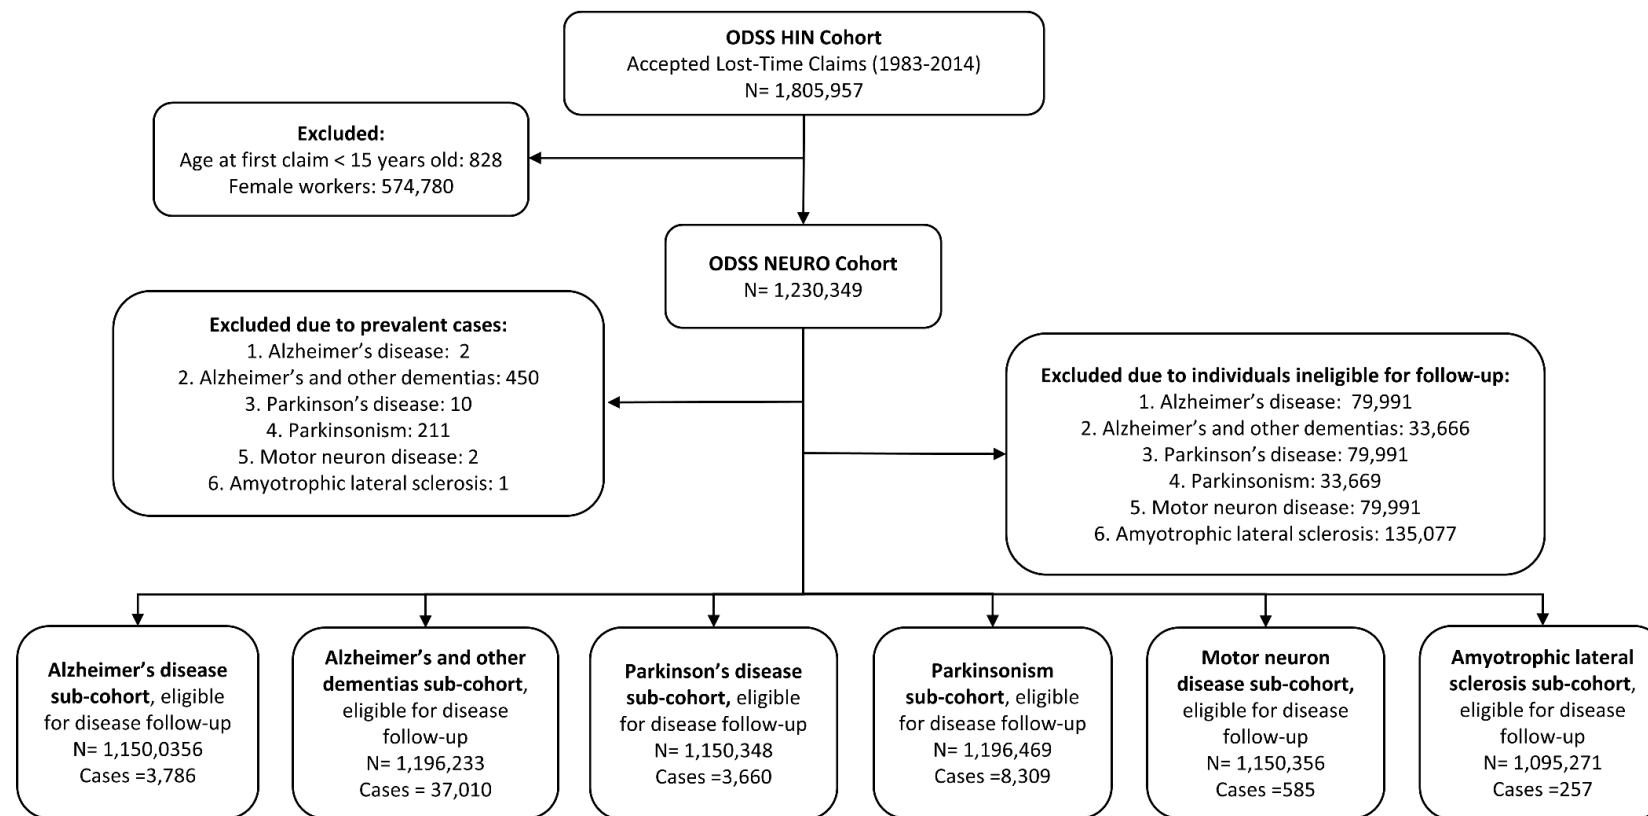 ODSS HIN Cohort
Accepted Lost-Time Claims (1983-2014)
N= 1,805,957
Excluded:
Age at first claim < 15 years old: 828
Female workers: 574,780
ODSS NEURO Cohort
N= 1,230,349
Excluded due to prevalent cases:
1. Alzheimer’s disease:  2
2. Alzheimer’s and other dementias: 450
3. Parkinson’s disease: 10
4. Parkinsonism: 211
5. Motor neuron disease: 2
6. Amyotrophic lateral sclerosis: 1
Excluded due to individuals ineligible for follow-up:
1. Alzheimer’s disease:  79,991
2. Alzheimer’s and other dementias: 33,666
3. Parkinson’s disease: 79,991
4. Parkinsonism: 33,669
5. Motor neuron disease: 79,991
6. Amyotrophic lateral sclerosis: 135,077
Alzheimer’s disease
sub-cohort, eligible
for disease follow-up
N= 1,150,0356
Cases =3,786
Alzheimer’s and other
dementias sub-cohort,
eligible for disease
follow-up
N= 1,196,233
Cases = 37,010
Parkinson’s disease
sub-cohort, eligible
for disease follow-up
N= 1,150,348
Cases =3,660
Parkinsonism
sub-cohort, eligible
for disease follow-up
N= 1,196,469
Cases =8,309
Motor neuron
disease sub-cohort,
eligible for disease
follow-up
N= 1,150,356
Cases =585
Amyotrophic lateral
sclerosis sub-cohort,
eligible for disease
follow-up
N= 1,095,271
Cases =257